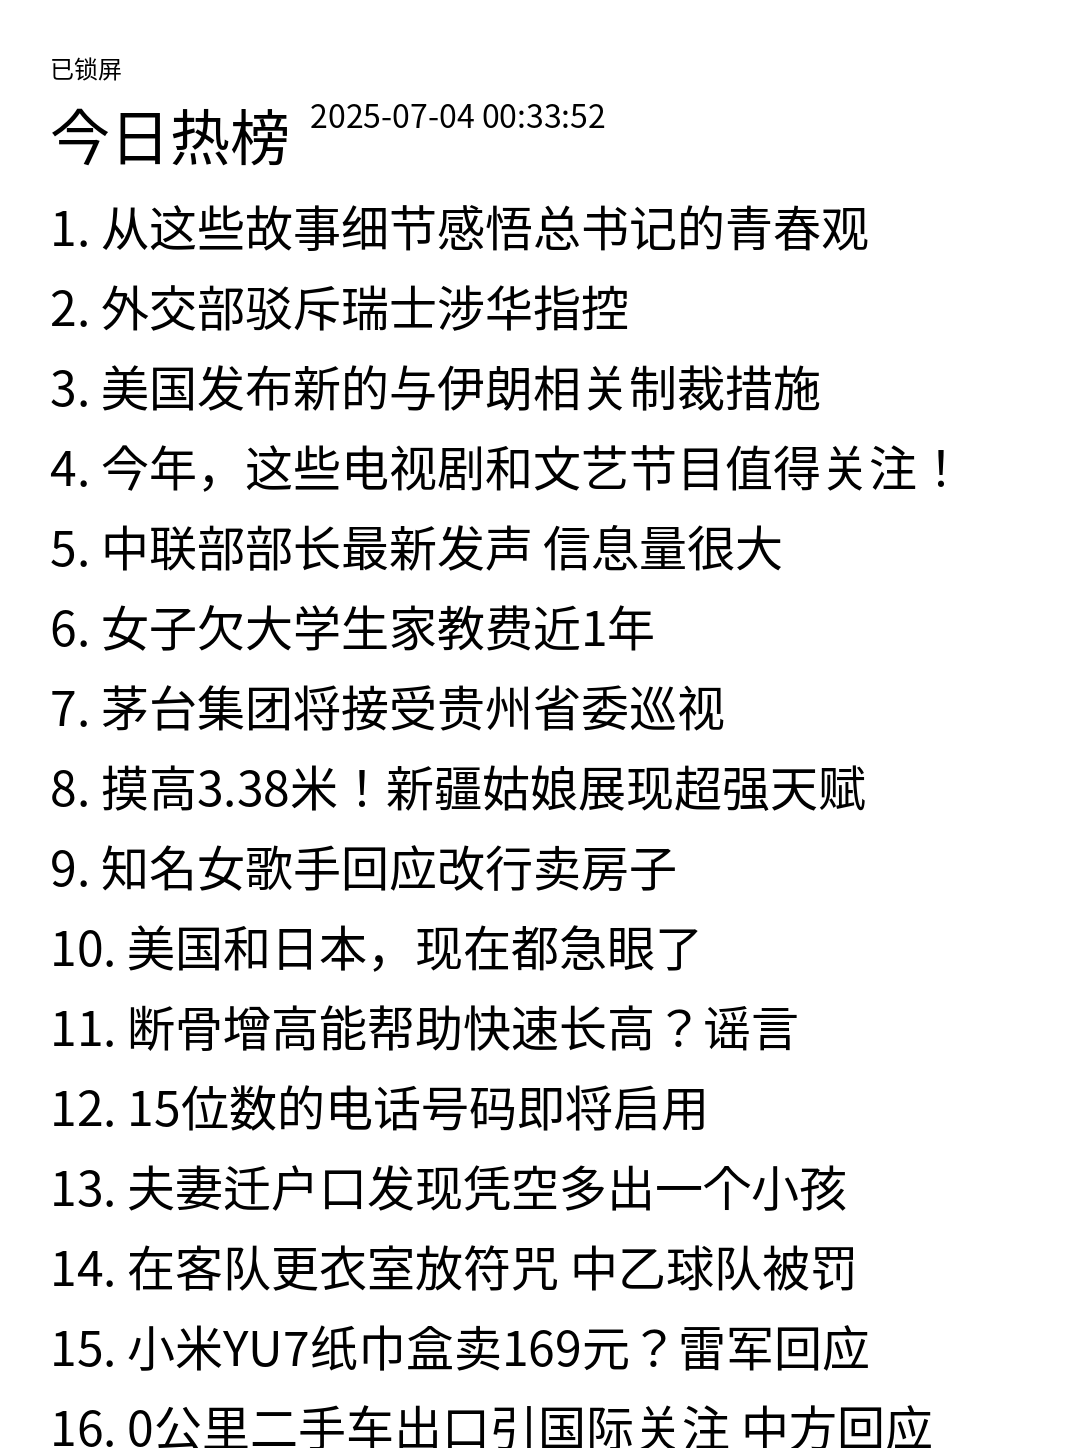 已锁屏
今日热榜 2025-07-04 00:33:52
1. 从这些故事细节感悟总书记的青春观
2. 外交部驳斥瑞士涉华指控
3. 美国发布新的与伊朗相关制裁措施
4. 今年，这些电视剧和文艺节目值得关注！
5. 中联部部长最新发声 信息量很大
6. 女子欠大学生家教费近1年
7. 茅台集团将接受贵州省委巡视
8. 摸高3.38米！新疆姑娘展现超强天赋
9. 知名女歌手回应改行卖房子
10. 美国和日本，现在都急眼了
11. 断骨增高能帮助快速长高？谣言
12. 15位数的电话号码即将启用
13. 夫妻迁户口发现凭空多出一个小孩
14. 在客队更衣室放符咒 中乙球队被罚
15. 小米YU7纸巾盒卖169元？雷军回应
16. 0公里二手车出口引国际关注 中方回应